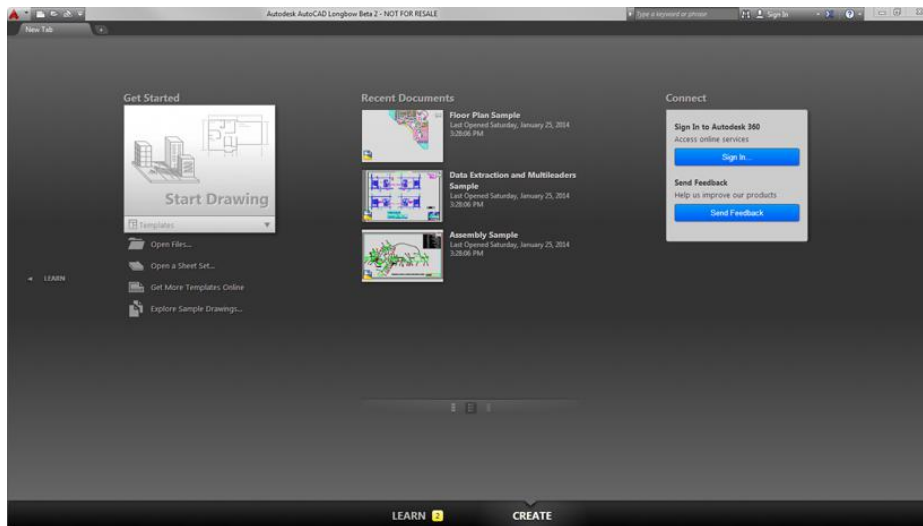 Autodesk AutoCAD Longbow Beta 2 - NOT FOR RESALE
Type a keyword or phrase
Sign In
New Tab
Get Started
Start Drawing
Templates
Open Files...
Open a Sheet Set...
Get More Templates Online
Explore Sample Drawings...
LEARN
Recent Documents
Floor Plan Sample
Last Opened Saturday, January 25, 2014
3:28:06 PM
Data Extraction and Multileaders
Sample
Last Opened Saturday, January 25, 2014
3:28:06 PM
Assembly Sample
Last Opened Saturday, January 25, 2014
3:28:06 PM
Connect
Sign In to Autodesk 360
Access online services
Sign In...
Send Feedback
Help us improve our products
Send Feedback
LEARN 2
CREATE